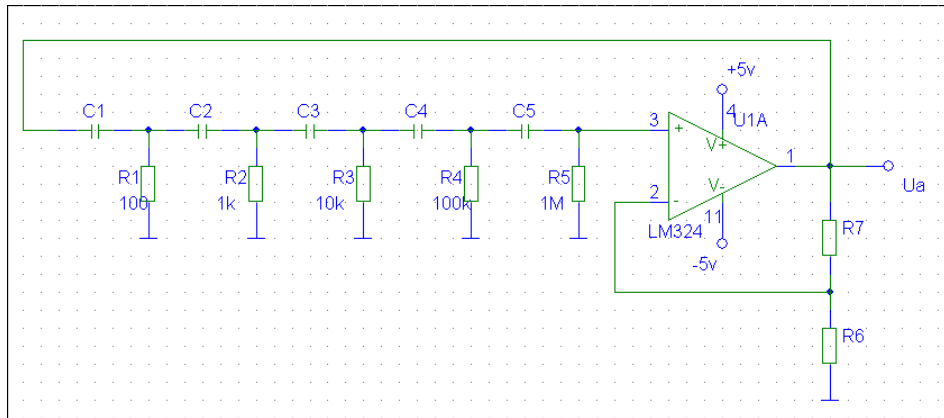 +5v
C1
C2
C3
C4
C5
4
U1A
3
+
V+
1
R1
100
R2
1k
R3
10k
R4
100k
R5
1M
2
-
V-
Ua
11
LM324
-5v
R7
R6